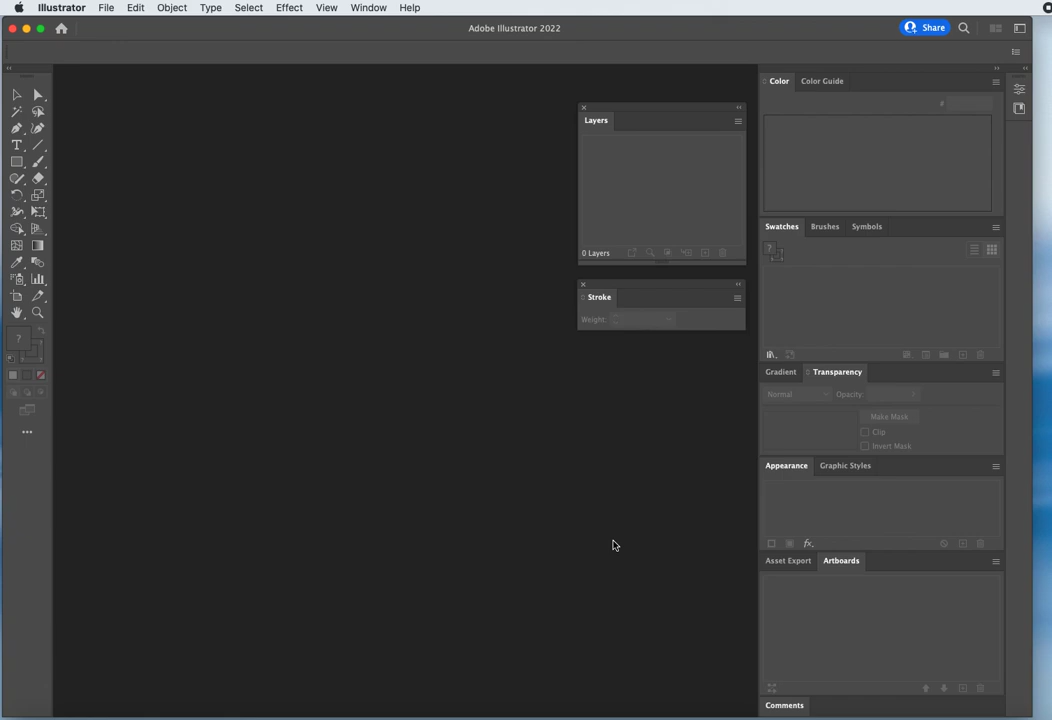 Illustrator File Edit Object Type Select Effect View Window Help
Adobe Illustrator 2022
Share
Color Color Guide
#
Layers
0 Layers
Swatches Brushes Symbols
?
Stroke
Weight:
?
Gradient Transparency
Normal Opacity:
Make Mask
Clip
Invert Mask
Appearance Graphic Styles
fx.
Asset Export Artboards
Comments